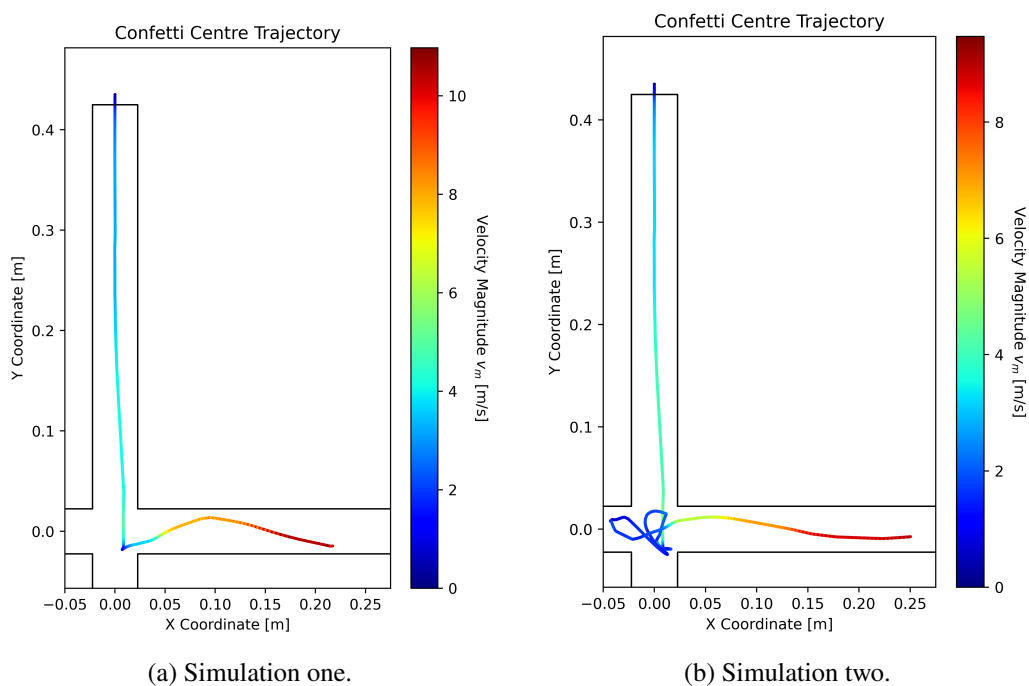 Confetti Centre Trajectory
0.4
0.3
0.2
0.1
0.0
Y Coordinate [m]
−0.05 0.00 0.05 0.10 0.15 0.20 0.25
X Coordinate [m]
10
8
6
4
2
0
Velocity Magnitude vₘ [m/s]
(a) Simulation one.
Confetti Centre Trajectory
0.4
0.3
0.2
0.1
0.0
Y Coordinate [m]
−0.05 0.00 0.05 0.10 0.15 0.20 0.25
X Coordinate [m]
8
6
4
2
0
Velocity Magnitude vₘ [m/s]
(b) Simulation two.